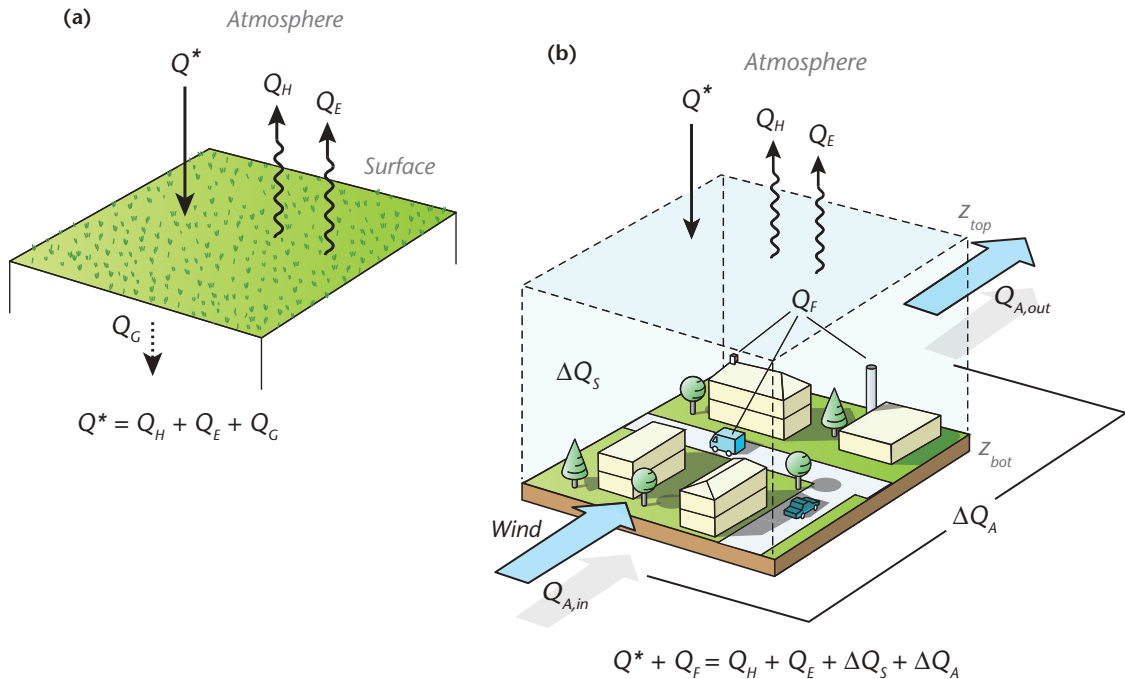 (a)
Atmosphere
Q*
Q_H
Q_E
Surface
Q_G
Q* = Q_H + Q_E + Q_G
(b)
Atmosphere
Q*
Q_H
Q_E
z_top
Q_A,out
Q_F
ΔQ_S
z_bot
Wind
ΔQ_A
Q_A,in
Q* + Q_F = Q_H + Q_E + ΔQ_S + ΔQ_A